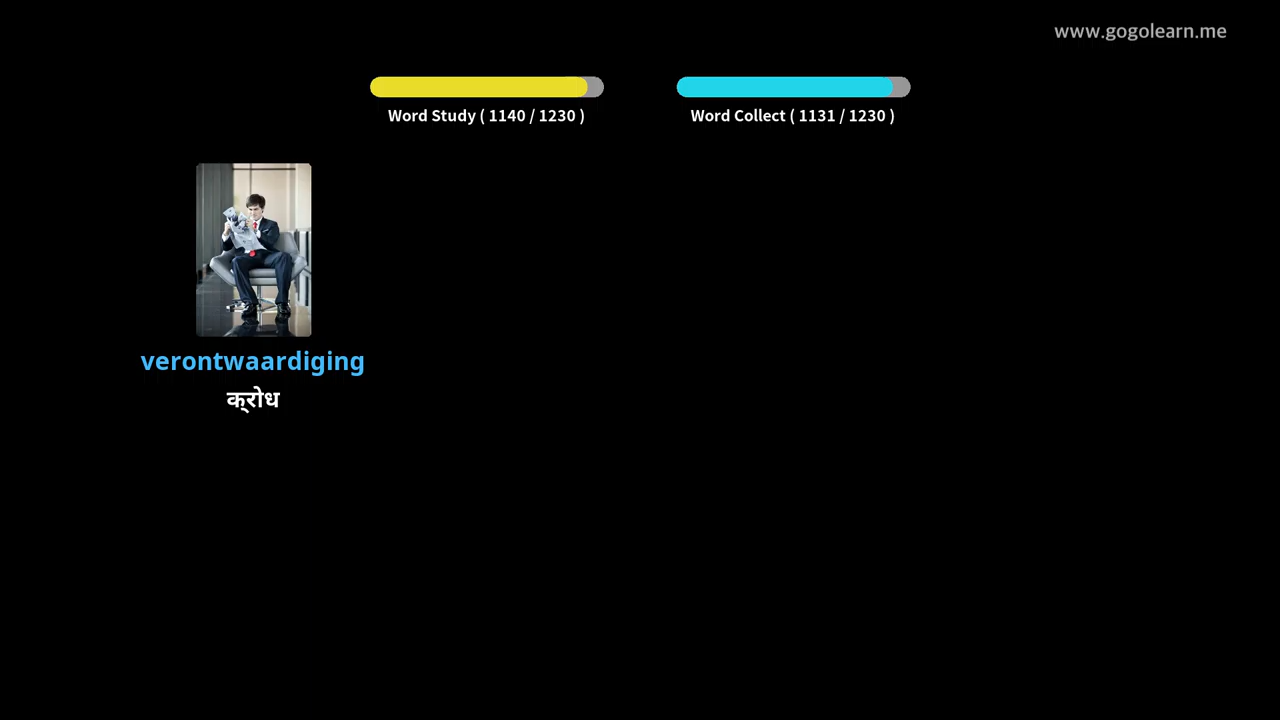 www.gogolearn.me
Word Study ( 1140 / 1230 )
Word Collect ( 1131 / 1230 )
verontwaardiging
क्रोध